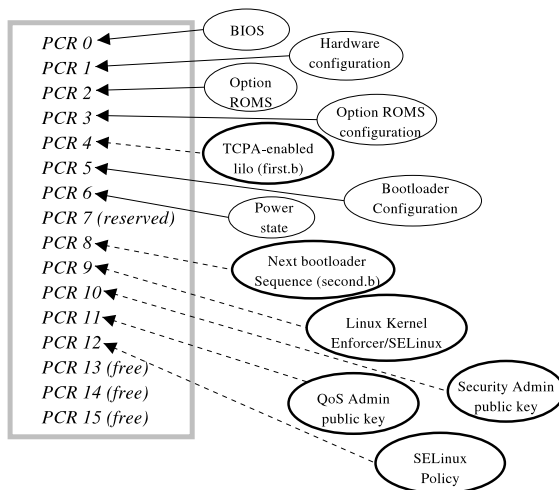 PCR 0
PCR 1
PCR 2
PCR 3
PCR 4
PCR 5
PCR 6
PCR 7 (reserved)
PCR 8
PCR 9
PCR 10
PCR 11
PCR 12
PCR 13 (free)
PCR 14 (free)
PCR 15 (free)
BIOS
Hardware
configuration
Option
ROMS
Option ROMS
configuration
TCPA-enabled
lilo (first.b)
Bootloader
Configuration
Power
state
Next bootloader
Sequence (second.b)
Linux Kernel
Enforcer/SELinux
Security Admin
public key
QoS Admin
public key
SELinux
Policy